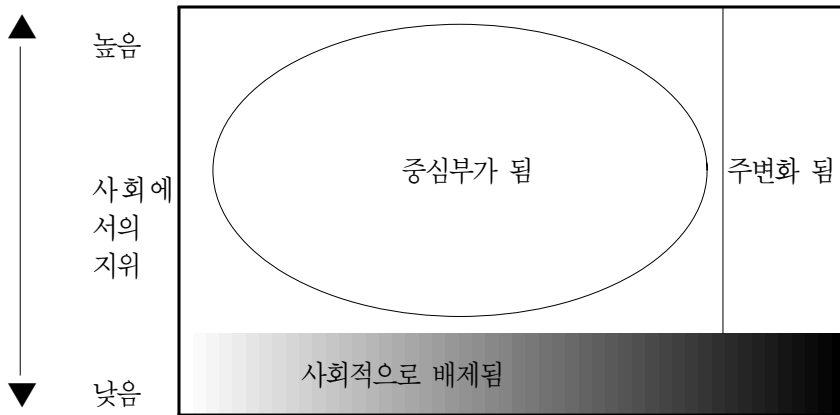 높음
중심부가 됨
주변화 됨
사회에
서의
지위
사회적으로 배제됨
낮음